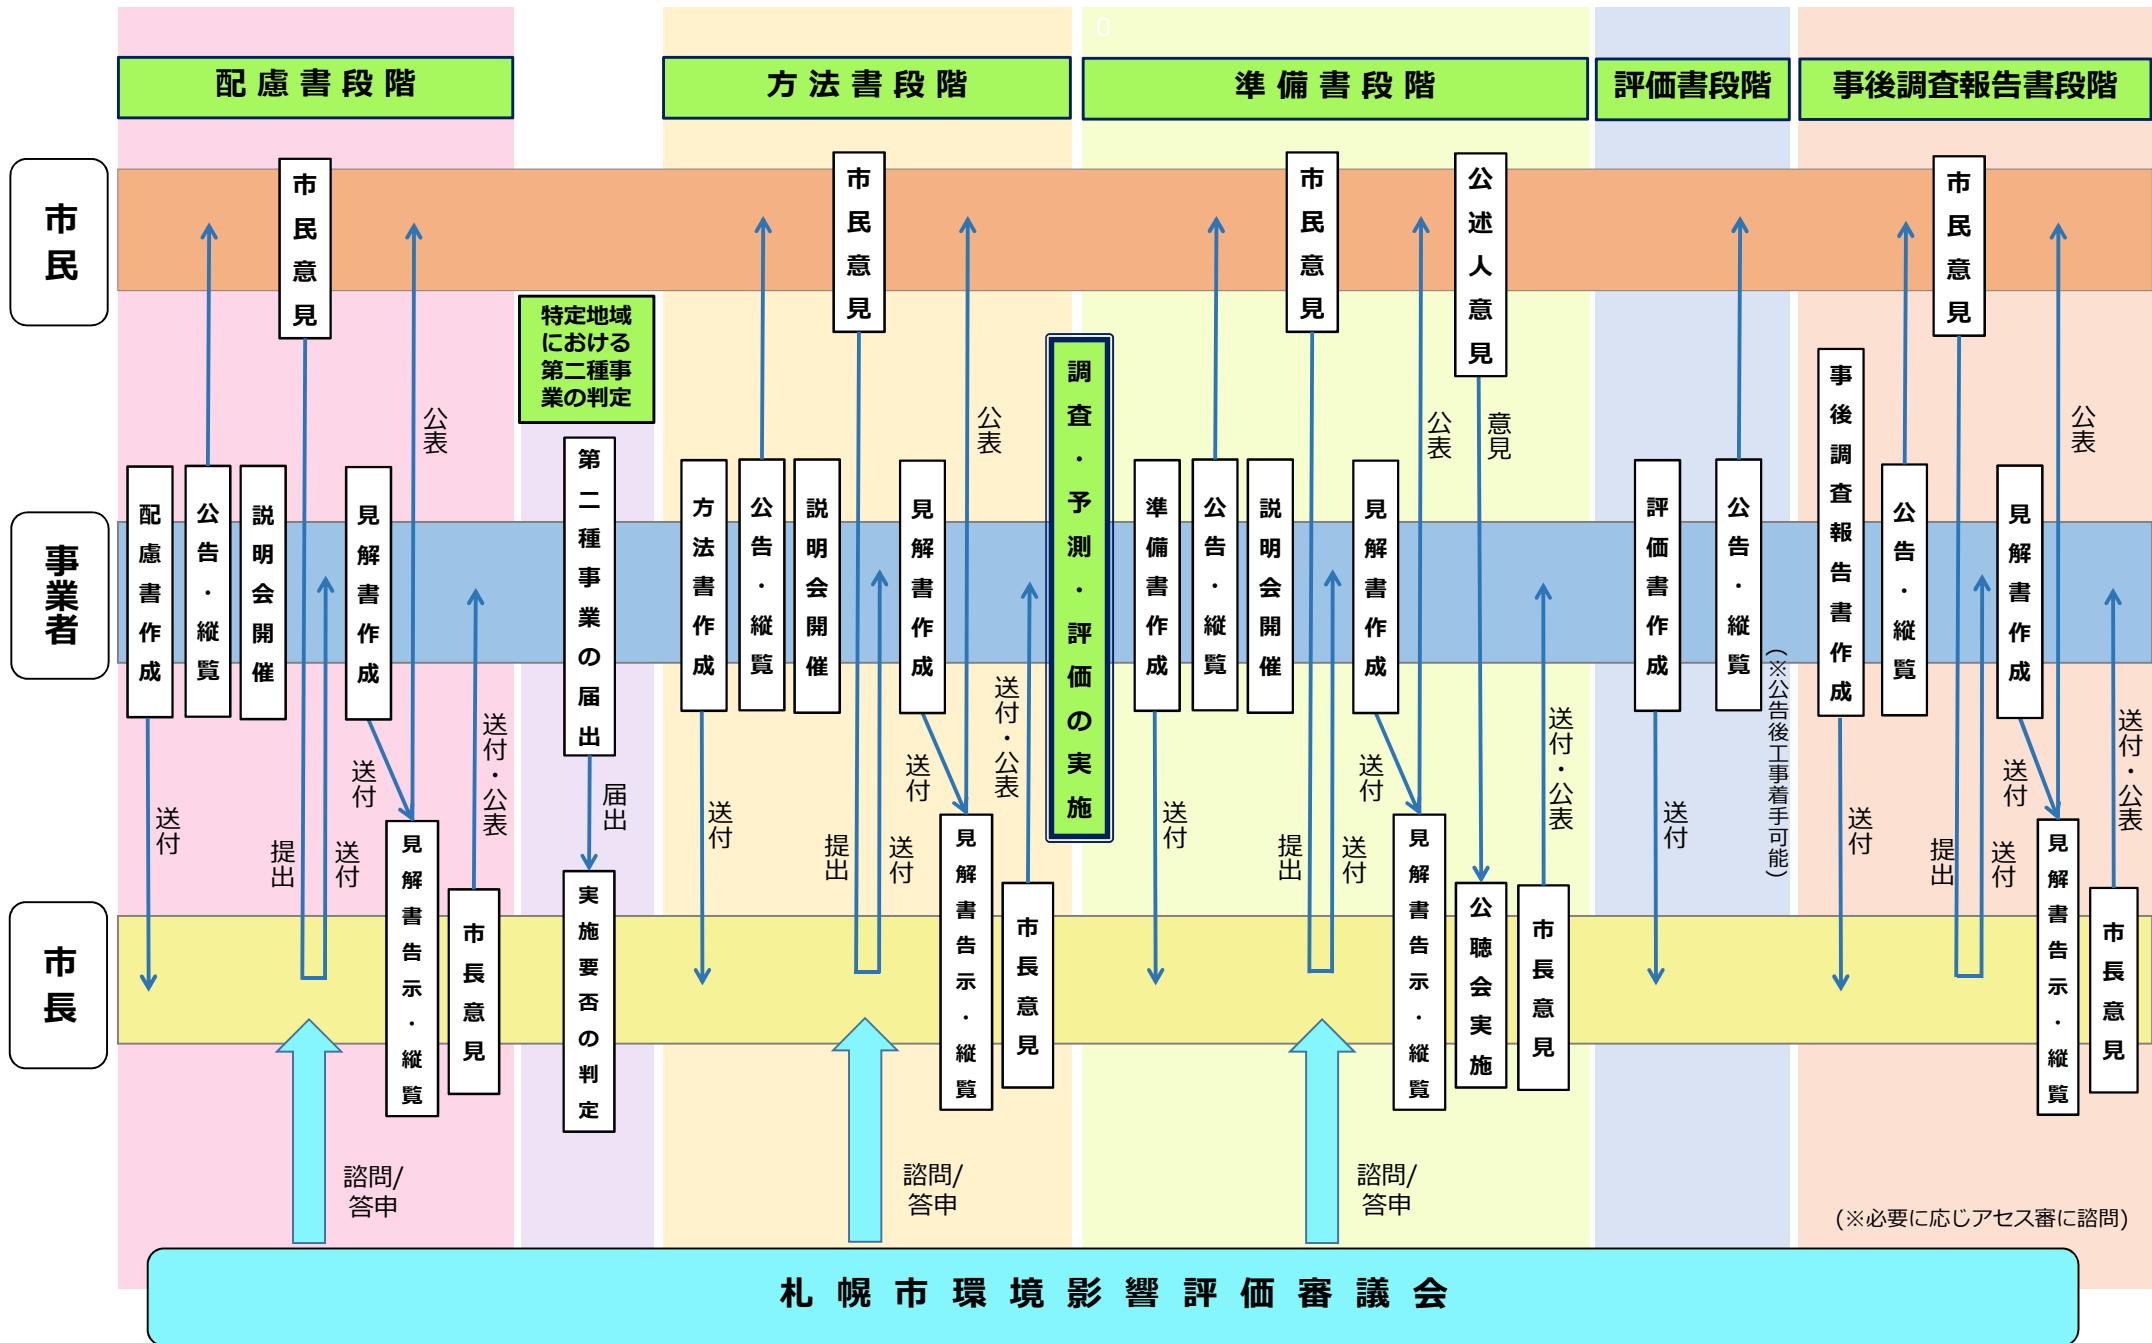 0
配慮書段階
方法書段階
準備書段階
評価書段階
事後調査報告書段階
市民
事業者
市長
市民意見
公表
配慮書作成
公告・縦覧
説明会開催
見解書作成
送付
提出
送付
送付
送付・公表
見解書告示・縦覧
市長意見
諮問/
答申
特定地域
における
第二種事
業の判定
第二種事業の届出
届出
実施要否の判定
市民意見
公表
方法書作成
公告・縦覧
説明会開催
見解書作成
送付
提出
送付
送付
送付・公表
見解書告示・縦覧
市長意見
諮問/
答申
調査・予測・評価の実施
市民意見
公述人意見
公表
意見
準備書作成
公告・縦覧
説明会開催
見解書作成
送付
提出
送付
送付
送付・公表
見解書告示・縦覧
公聴会実施
市長意見
諮問/
答申
評価書作成
公告・縦覧
(※公告後工事着手可能)
送付
市民意見
公表
事後調査報告書作成
公告・縦覧
見解書作成
送付
提出
送付
送付
送付・公表
見解書告示・縦覧
市長意見
(※必要に応じアセス審に諮問)
札幌市環境影響評価審議会